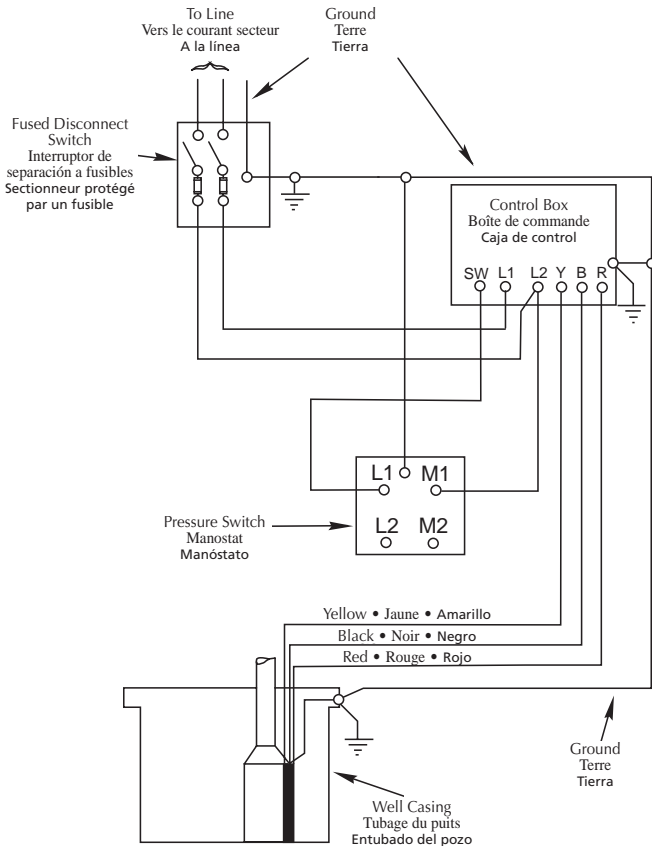 To Line
Vers le courant secteur
A la línea
Ground
Terre
Tierra
Fused Disconnect
Switch
Interruptor de
separación a fusibles
Sectionneur protégé
par un fusible
Control Box
Boîte de commande
Caja de control
SW L1 L2 Y B R
L1 M1
L2 M2
Pressure Switch
Manostat
Manóstato
Yellow • Jaune • Amarillo
Black • Noir • Negro
Red • Rouge • Rojo
Ground
Terre
Tierra
Well Casing
Tubage du puits
Entubado del pozo